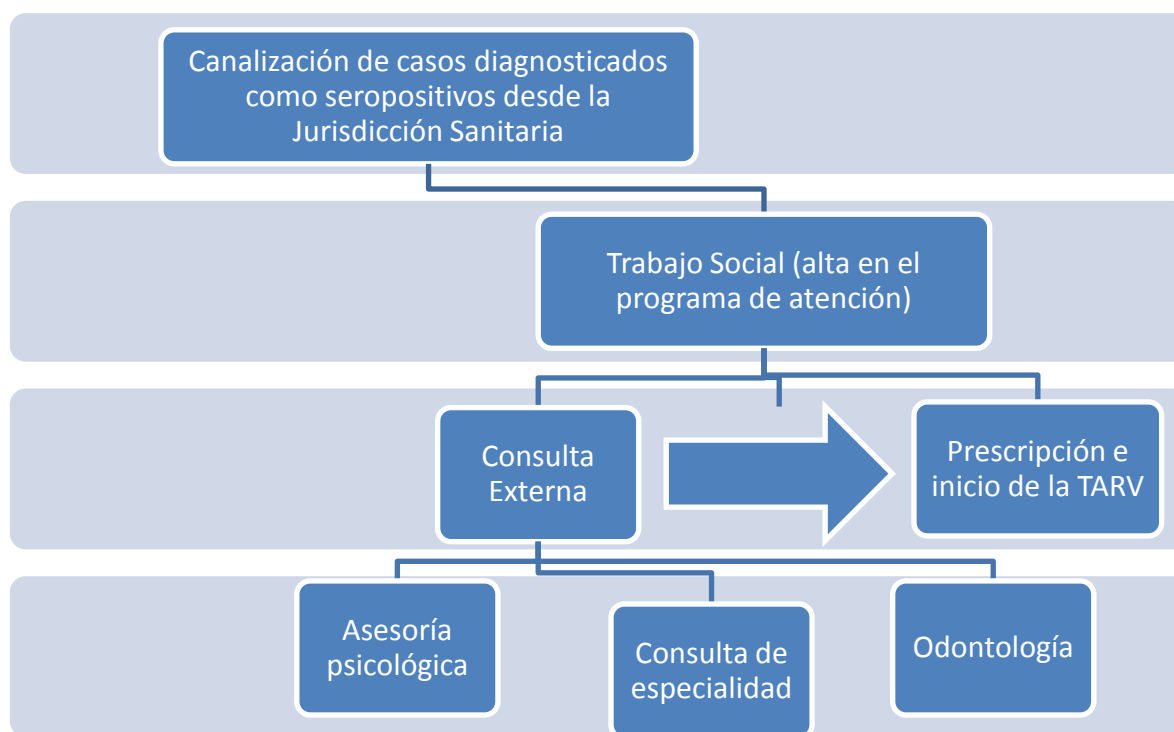 Canalización de casos diagnosticados
como seropositivos desde la
Jurisdicción Sanitaria
Trabajo Social (alta en el
programa de atención)
Consulta
Externa
Prescripción e
inicio de la TARV
Asesoría
psicológica
Consulta de
especialidad
Odontología